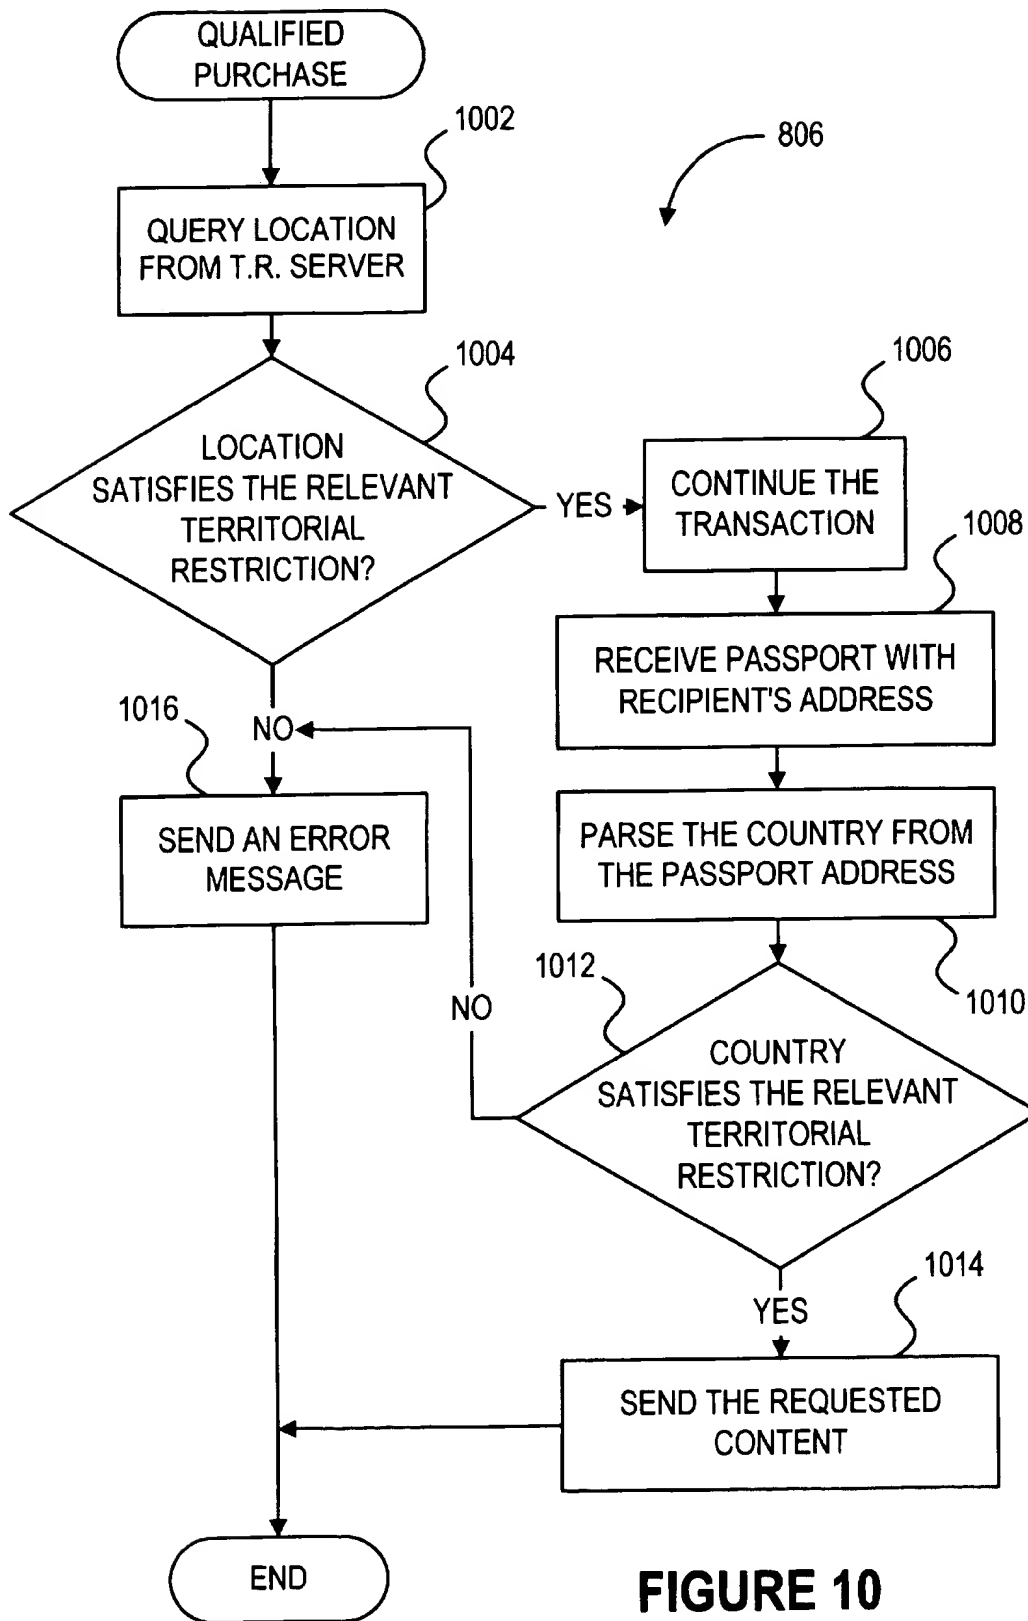 QUALIFIED
PURCHASE
1002
806
QUERY LOCATION
FROM T.R. SERVER
1004
1006
LOCATION
SATISFIES THE RELEVANT
TERRITORIAL
RESTRICTION?
YES
CONTINUE THE
TRANSACTION
1008
RECEIVE PASSPORT WITH
RECIPIENT'S ADDRESS
1016
NO
SEND AN ERROR
MESSAGE
PARSE THE COUNTRY FROM
THE PASSPORT ADDRESS
1012
1010
NO
COUNTRY
SATISFIES THE RELEVANT
TERRITORIAL
RESTRICTION?
1014
YES
SEND THE REQUESTED
CONTENT
END
FIGURE 10